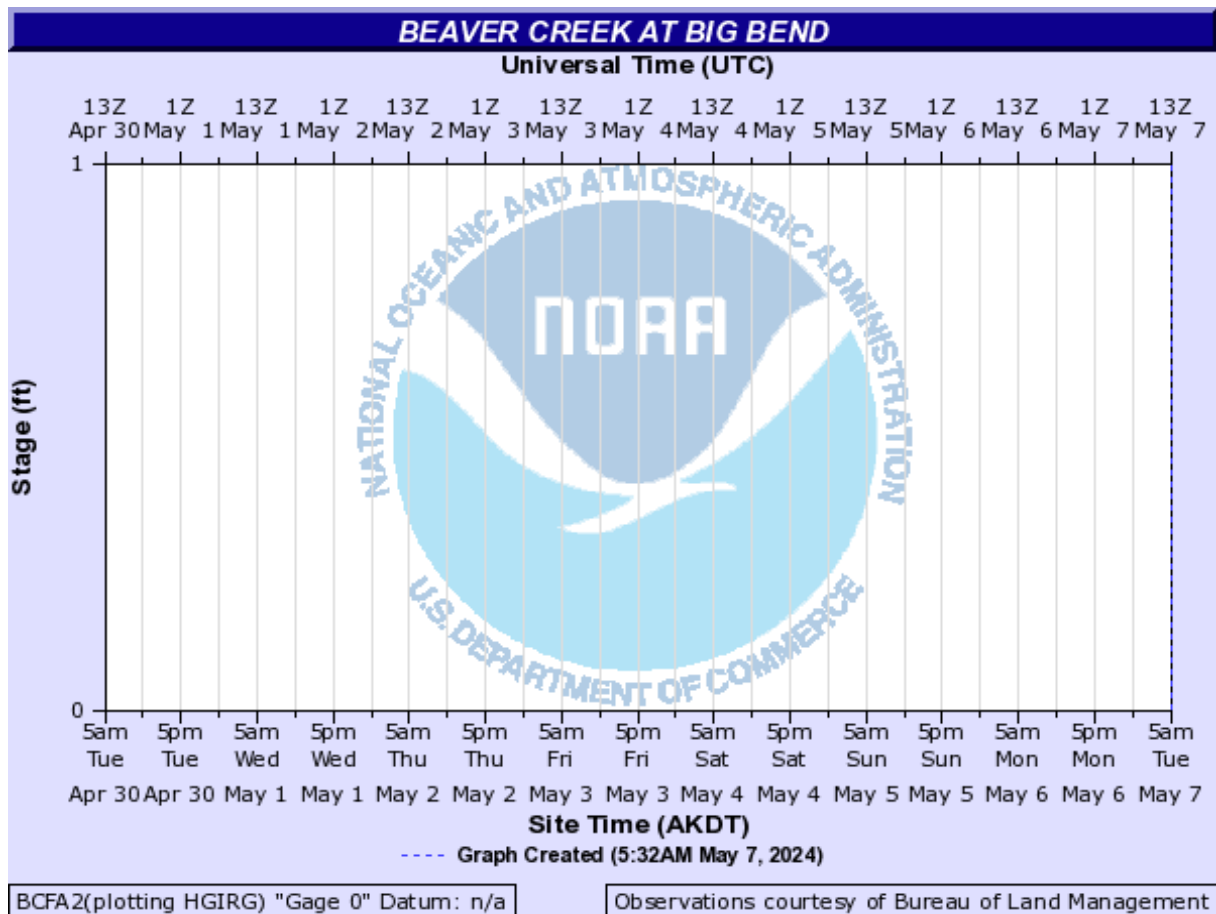 BEAVER CREEK AT BIG BEND
Universal Time (UTC)
13Z 1Z 13Z 1Z 13Z 1Z 13Z 1Z 13Z 1Z 13Z 1Z 13Z 1Z 13Z
Apr 30 May 1 May 1 May 2 May 2 May 3 May 3 May 4 May 4 May 5 May 5 May 6 May 6 May 7 May 7
1
NATIONAL OCEANIC AND ATMOSPHERIC ADMINISTRATION
NOAA
U.S. DEPARTMENT OF COMMERCE
Stage (ft)
0
5am 5pm 5am 5pm 5am 5pm 5am 5pm 5am 5pm 5am 5pm 5am 5pm 5am
Tue Tue Wed Wed Thu Thu Fri Fri Sat Sat Sun Sun Mon Mon Tue
Apr 30 Apr 30 May 1 May 1 May 2 May 2 May 3 May 3 May 4 May 4 May 5 May 5 May 6 May 6 May 7
Site Time (AKDT)
---- Graph Created (5:32AM May 7, 2024)
BCFA2(plotting HGIRG) "Gage 0" Datum: n/a
Observations courtesy of Bureau of Land Management